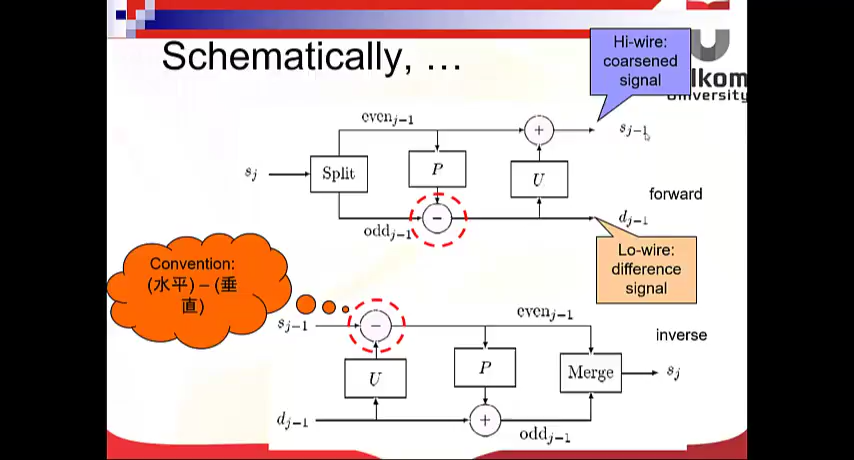 Schematically, …
Hi-wire:
coarsened
signal
lkom
University
even_{j−1}
+
s_{j−1}
s_j
Split
P
U
forward
−
odd_{j−1}
d_{j−1}
Lo-wire:
difference
signal
Convention:
(水平) – (垂
直)
even_{j−1}
s_{j−1}
−
inverse
U
P
Merge
s_j
d_{j−1}
+
odd_{j−1}